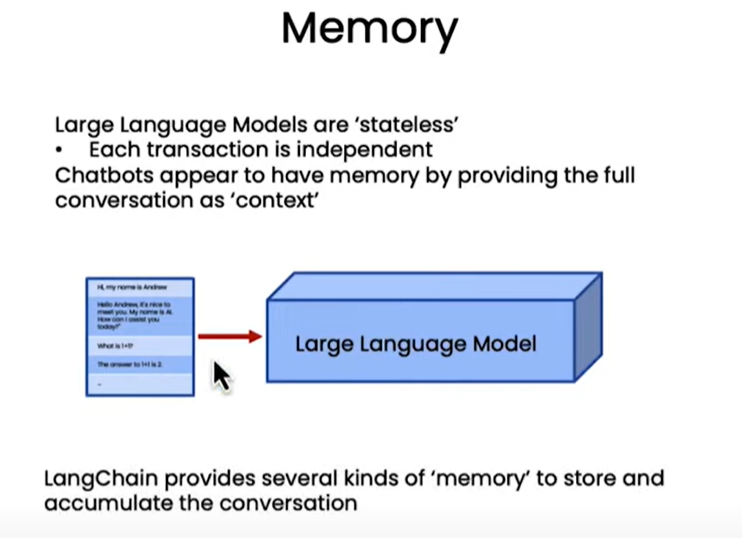 Memory
Large Language Models are ‘stateless’
• Each transaction is independent
Chatbots appear to have memory by providing the full
conversation as ‘context’
Hi, my name is Andrew
Hello Andrew, it's nice to
meet you. My name is AI.
How can I assist you
today?"
What is 1+1?
The answer to 1+1 is 2.
Large Language Model
LangChain provides several kinds of ‘memory’ to store and
accumulate the conversation